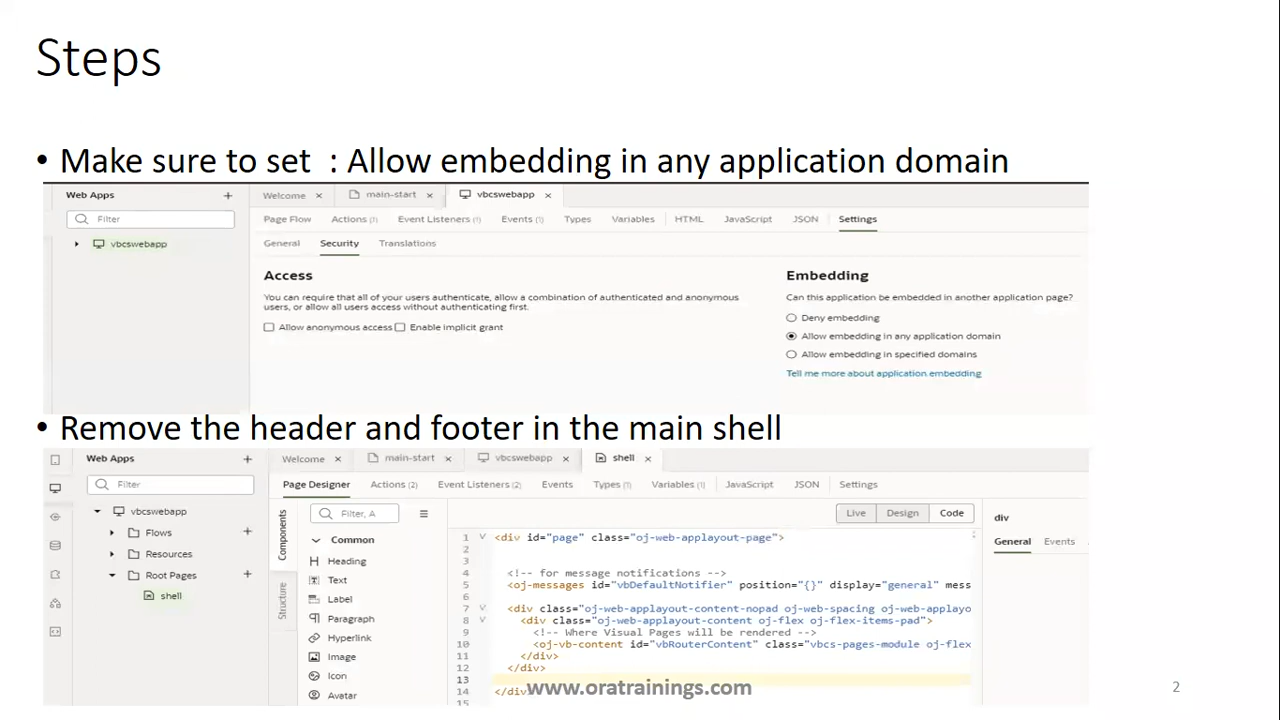 Steps
• Make sure to set : Allow embedding in any application domain
Web Apps +
Welcome × main-start × vbcswebapp ×
Filter
Page Flow Actions (1) Event Listeners (1) Events (1) Types Variables HTML JavaScript JSON Settings
vbcswebapp
General Security Translations
Access
You can require that all of your users authenticate, allow a combination of authenticated and anonymous
users, or allow all users access without authenticating first.
Allow anonymous access Enable implicit grant
Embedding
Can this application be embedded in another application page?
Deny embedding
Allow embedding in any application domain
Allow embedding in specified domains
Tell me more about application embedding
• Remove the header and footer in the main shell
Web Apps +
Welcome × main-start × vbcswebapp × shell ×
Filter
Page Designer Actions (2) Event Listeners (2) Events Types (1) Variables (1) JavaScript JSON Settings
vbcswebapp
Flows +
Resources
Root Pages +
shell
Components
Structure
Filter, A
Common
Heading
Text
Label
Paragraph
Hyperlink
Image
Icon
Avatar
Live Design Code
1 <div id="page" class="oj-web-applayout-page">
2
3
4 <!-- for message notifications -->
5 <oj-messages id="vbDefaultNotifier" position="{}" display="general" mess
6
7 <div class="oj-web-applayout-content-nopad oj-web-spacing oj-web-applayo
8 <div class="oj-web-applayout-content oj-flex oj-flex-items-pad">
9 <!-- Where Visual Pages will be rendered -->
10 <oj-vb-content id="vbRouterContent" class="vbcs-pages-module oj-flex
11 </div>
12 </div>
13
14 </div>
15
div
General Events
www.oratrainings.com
2